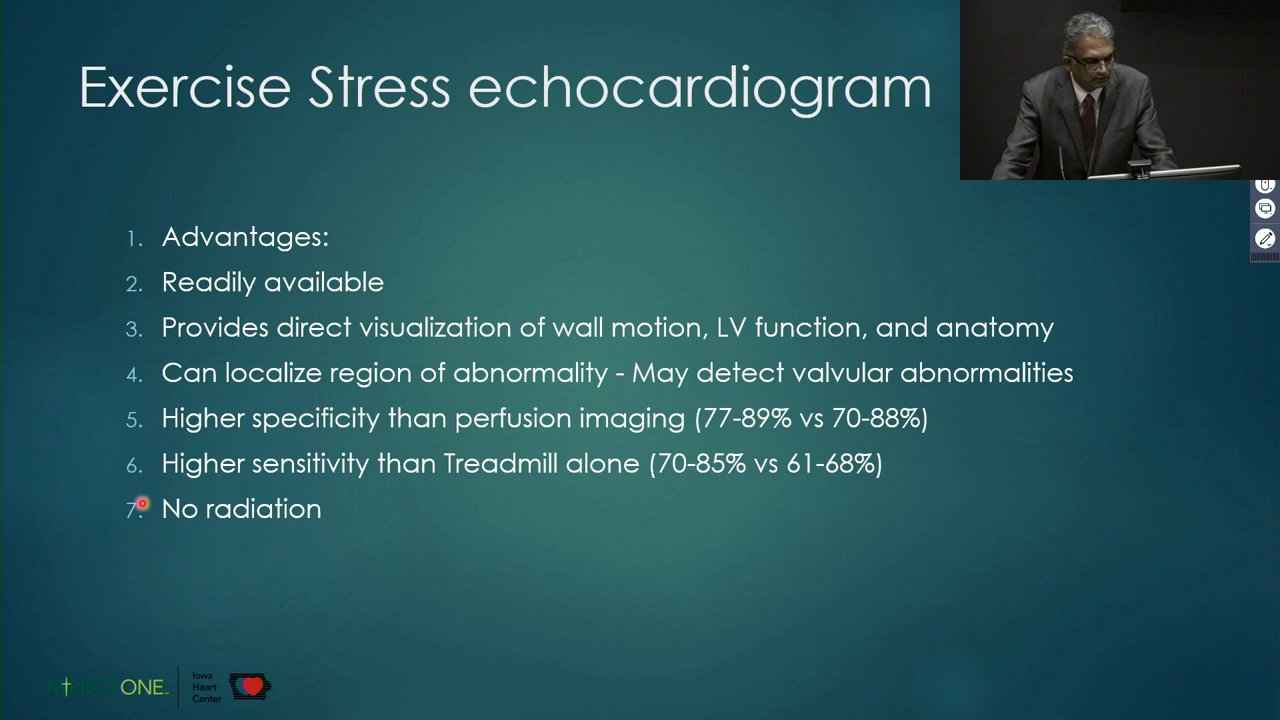 Exercise Stress echocardiogram
1. Advantages:
2. Readily available
3. Provides direct visualization of wall motion, LV function, and anatomy
4. Can localize region of abnormality - May detect valvular abnormalities
5. Higher specificity than perfusion imaging (77-89% vs 70-88%)
6. Higher sensitivity than Treadmill alone (70-85% vs 61-68%)
7. No radiation
MERCYONE
Iowa
Heart
Center